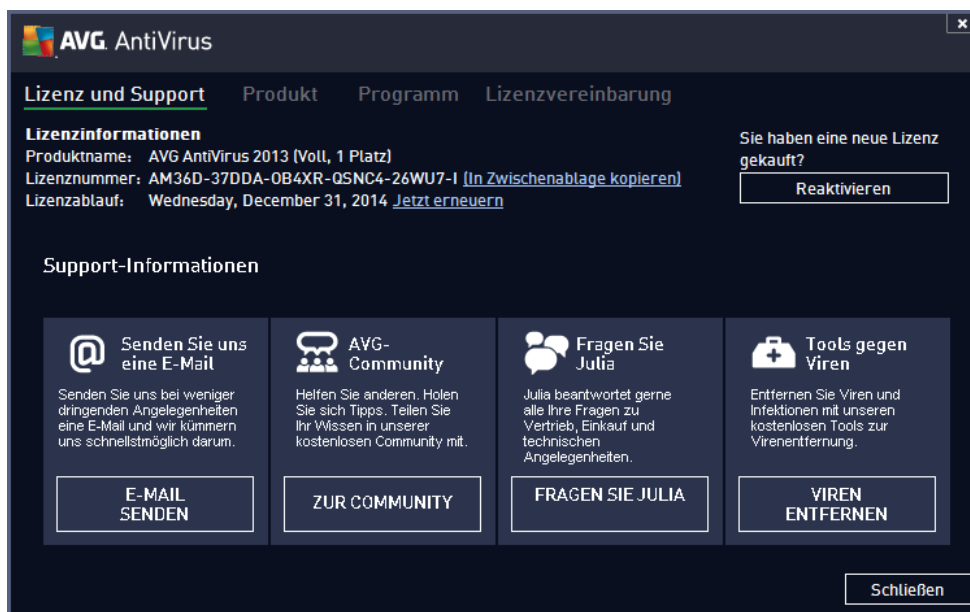 AVG. AntiVirus
x
Lizenz und Support Produkt Programm Lizenzvereinbarung
Lizenzinformationen
Produktname: AVG AntiVirus 2013 (Voll, 1 Platz)
Lizenznummer: AM36D-37DDA-0B4XR-QSNC4-26WU7-I (In Zwischenablage kopieren)
Lizenzablauf: Wednesday, December 31, 2014 Jetzt erneuern
Sie haben eine neue Lizenz
gekauft?
Reaktivieren
Support-Informationen
Senden Sie uns
eine E-Mail
Senden Sie uns bei weniger
dringenden Angelegenheiten
eine E-Mail und wir kümmern
uns schnellstmöglich darum.
E-MAIL
SENDEN
AVG-
Community
Helfen Sie anderen. Holen
Sie sich Tipps. Teilen Sie
Ihr Wissen in unserer
kostenlosen Community mit.
ZUR COMMUNITY
Fragen Sie
Julia
Julia beantwortet gerne
alle Ihre Fragen zu
Vertrieb, Einkauf und
technischen
Angelegenheiten.
FRAGEN SIE JULIA
Tools gegen
Viren
Entfernen Sie Viren und
Infektionen mit unseren
kostenlosen Tools zur
Virenentfernung.
VIREN
ENTFERNEN
Schließen